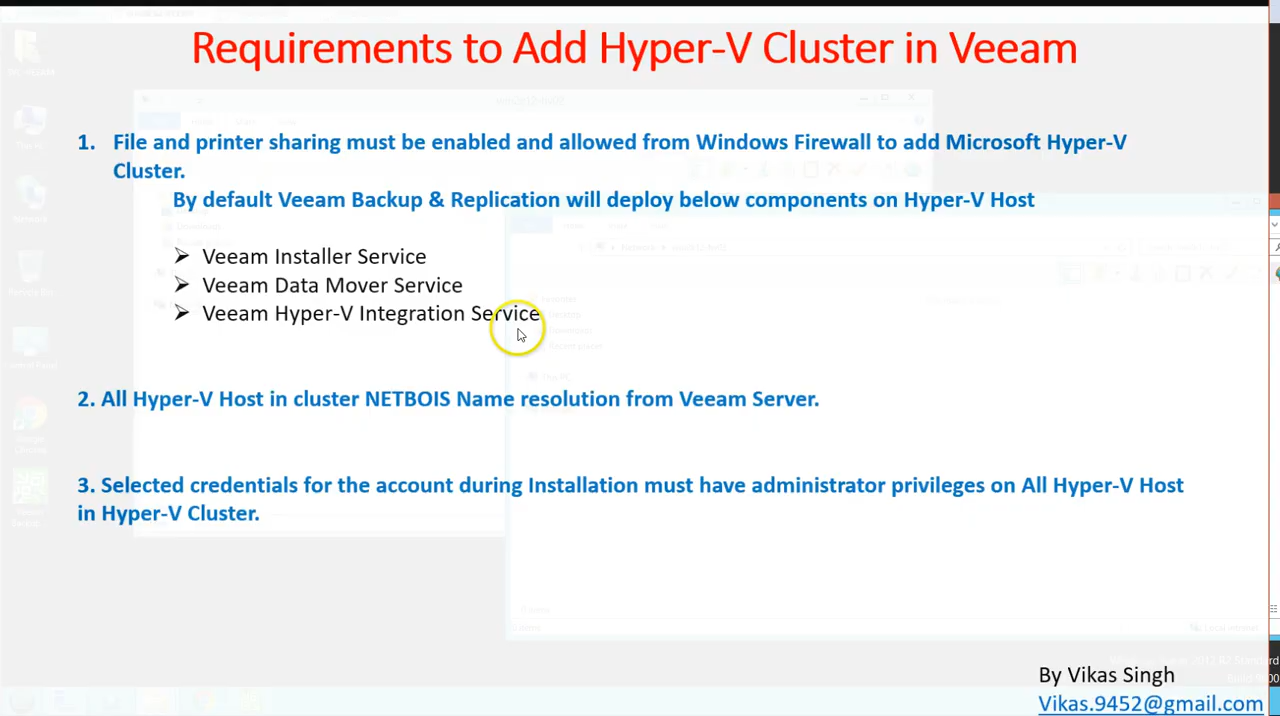 Requirements to Add Hyper-V Cluster in Veeam
1. File and printer sharing must be enabled and allowed from Windows Firewall to add Microsoft Hyper-V
Cluster.
By default Veeam Backup & Replication will deploy below components on Hyper-V Host
➢ Veeam Installer Service
➢ Veeam Data Mover Service
➢ Veeam Hyper-V Integration Service
2. All Hyper-V Host in cluster NETBOIS Name resolution from Veeam Server.
3. Selected credentials for the account during Installation must have administrator privileges on All Hyper-V Host
in Hyper-V Cluster.
By Vikas Singh
Vikas.9452@gmail.com